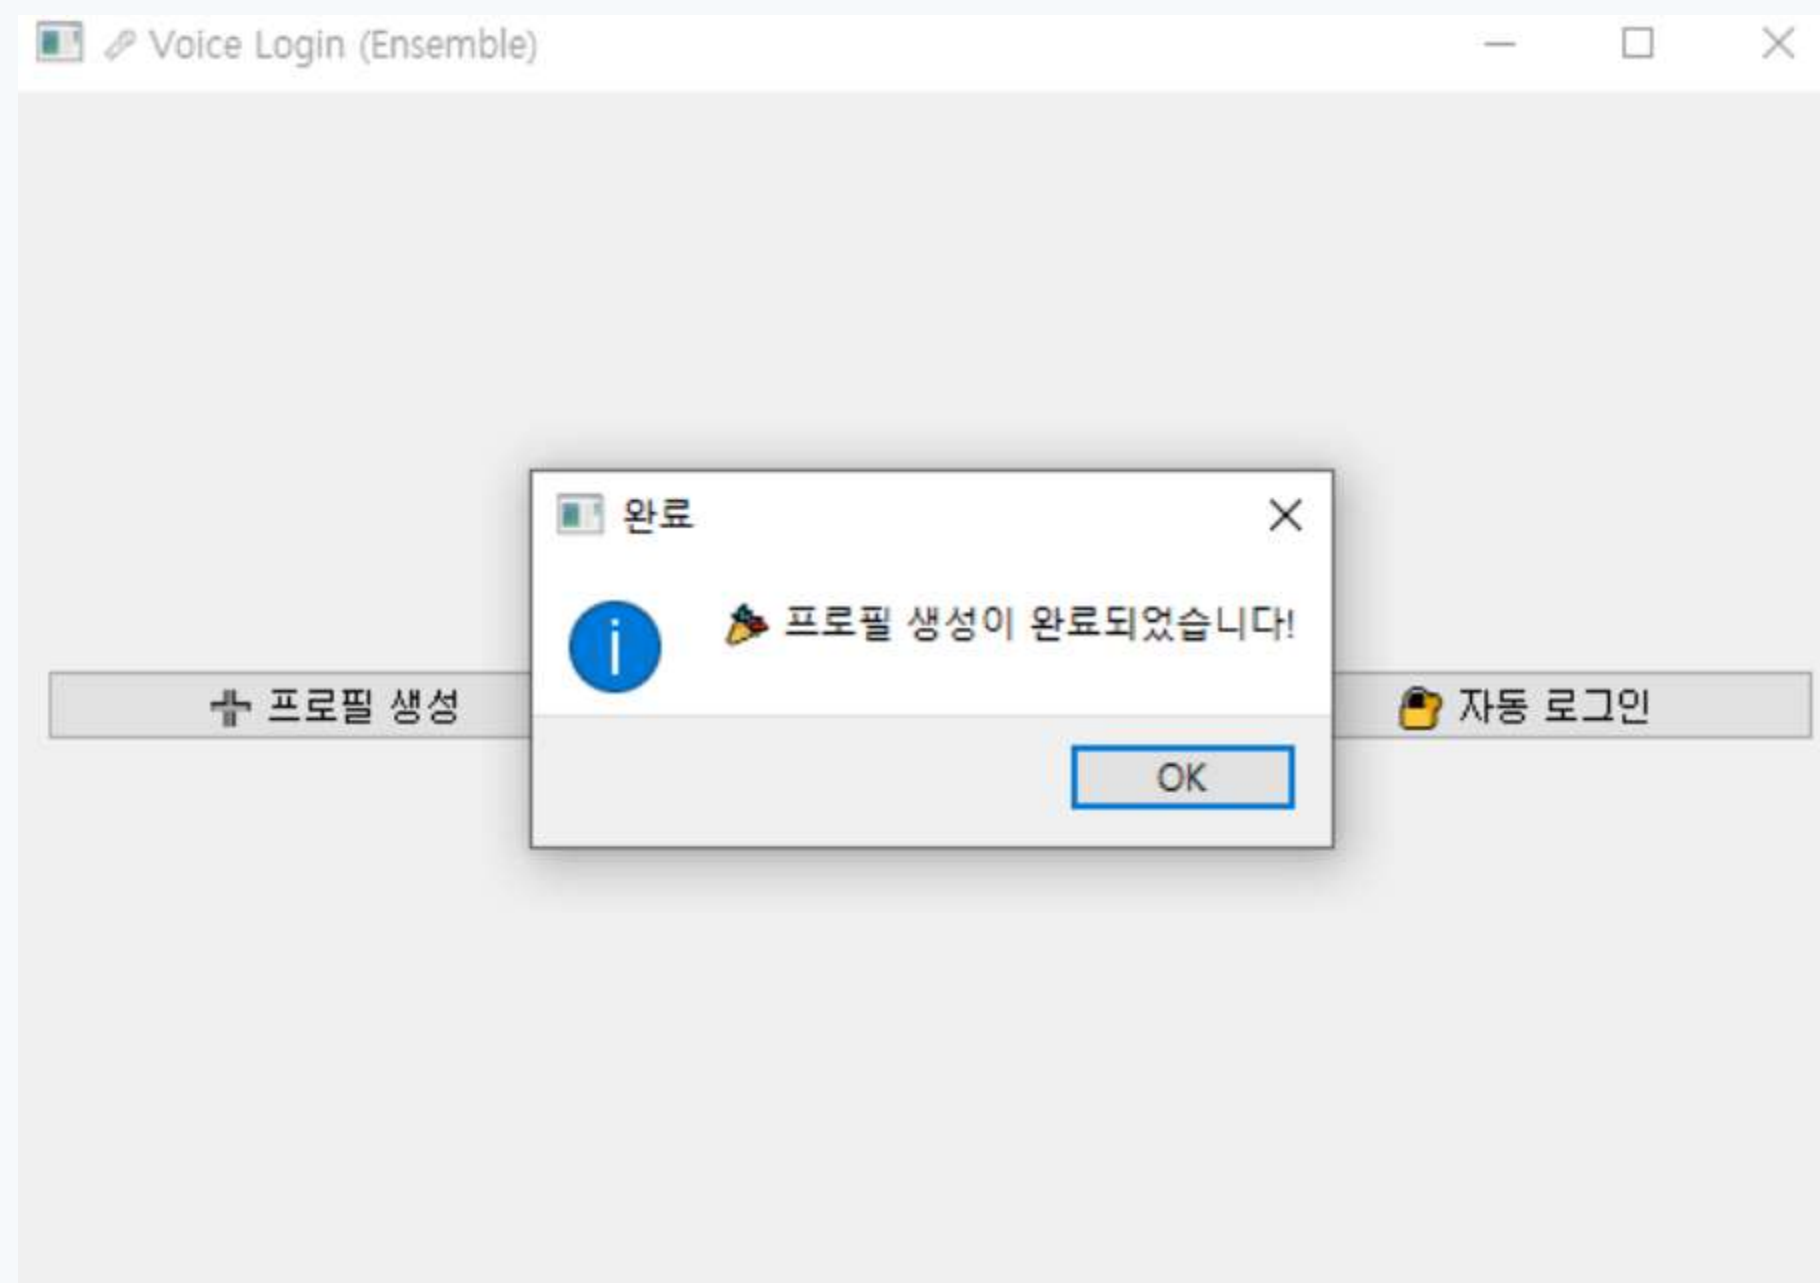 🎤 Voice Login (Ensemble)
완료
🎉 프로필 생성이 완료되었습니다!
➕ 프로필 생성
🔐 자동 로그인
OK